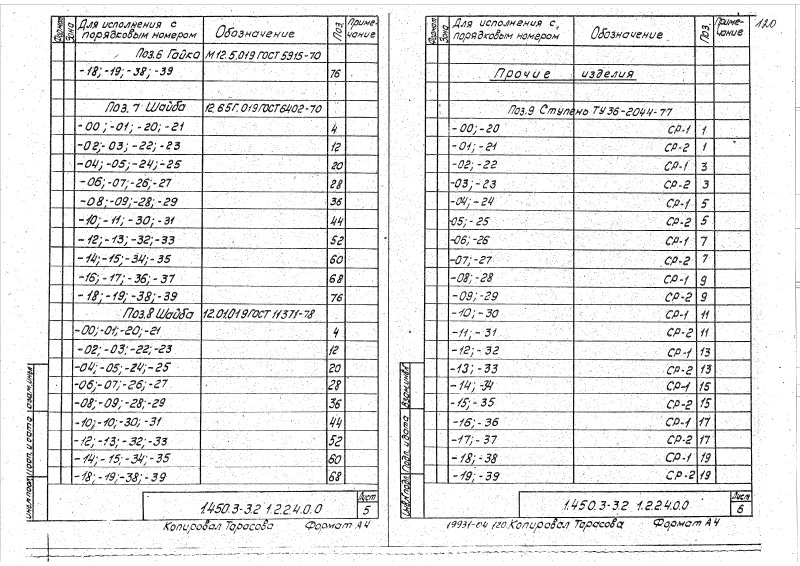 Формат
Зона
Для исполнения с порядковым номером
Обозначение
Поз.
Примечание
Поз.6 Гайка М12.5.019 ГОСТ 5915-70
-18; -19; -38; -39 76
Поз. 7 Шайба 12.65Г.019 ГОСТ 6402-70
-00; -01; -20; -21 4
-02; -03; -22; -23 12
-04; -05; -24; -25 20
-06; -07; -26; -27 28
-08; -09; -28; -29 36
-10; -11; -30; -31 44
-12; -13; -32; -33 52
-14; -15; -34; -35 60
-16; -17; -36; -37 68
-18; -19; -38; -39 76
Поз.8 Шайба 12.01.019 ГОСТ 11371-78
-00; -01; -20; -21 4
-02; -03; -22; -23 12
-04; -05; -24; -25 20
-06; -07; -26; -27 28
-08; -09; -28; -29 36
-10; -10; -30; -31 44
-12; -13; -32; -33 52
-14; -15; -34; -35 60
-18; -19; -38; -39 68
1.450.3-3.2 1.2.2.4.0.0
Лист
5
Копировал Тарасова Формат А4
120
Формат
Зона
Для исполнения с порядковым номером
Обозначение
Поз.
Примечание
Прочие изделия
Поз.9 Ступень ТУ 36-2044-77
-00; -20 СР-1 1
-01; -21 СР-2 1
-02; -22 СР-1 3
-03; -23 СР-2 3
-04; -24 СР-1 5
-05; -25 СР-2 5
-06; -26 СР-1 7
-07; -27 СР-2 7
-08; -28 СР-1 9
-09; -29 СР-2 9
-10; -30 СР-1 11
-11; -31 СР-2 11
-12; -32 СР-1 13
-13; -33 СР-2 13
-14; -34 СР-1 15
-15; -35 СР-2 15
-16; -36 СР-1 17
-17; -37 СР-2 17
-18; -38 СР-1 19
-19; -39 СР-2 19
Инв.№ подл. Подп. и дата Взам.инв.№
1.450.3-3.2 1.2.2.4.0.0
Лист
6
19931-04 120 Копировал Тарасова Формат А4